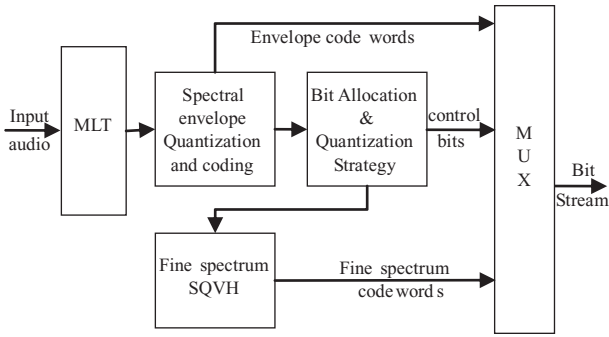 Envelope code words
Input
audio
MLT
Spectral
envelope
Quantization
and coding
Bit Allocation
&
Quantization
Strategy
control
bits
M
U
X
Bit
Stream
Fine spectrum
SQVH
Fine spectrum
code word s